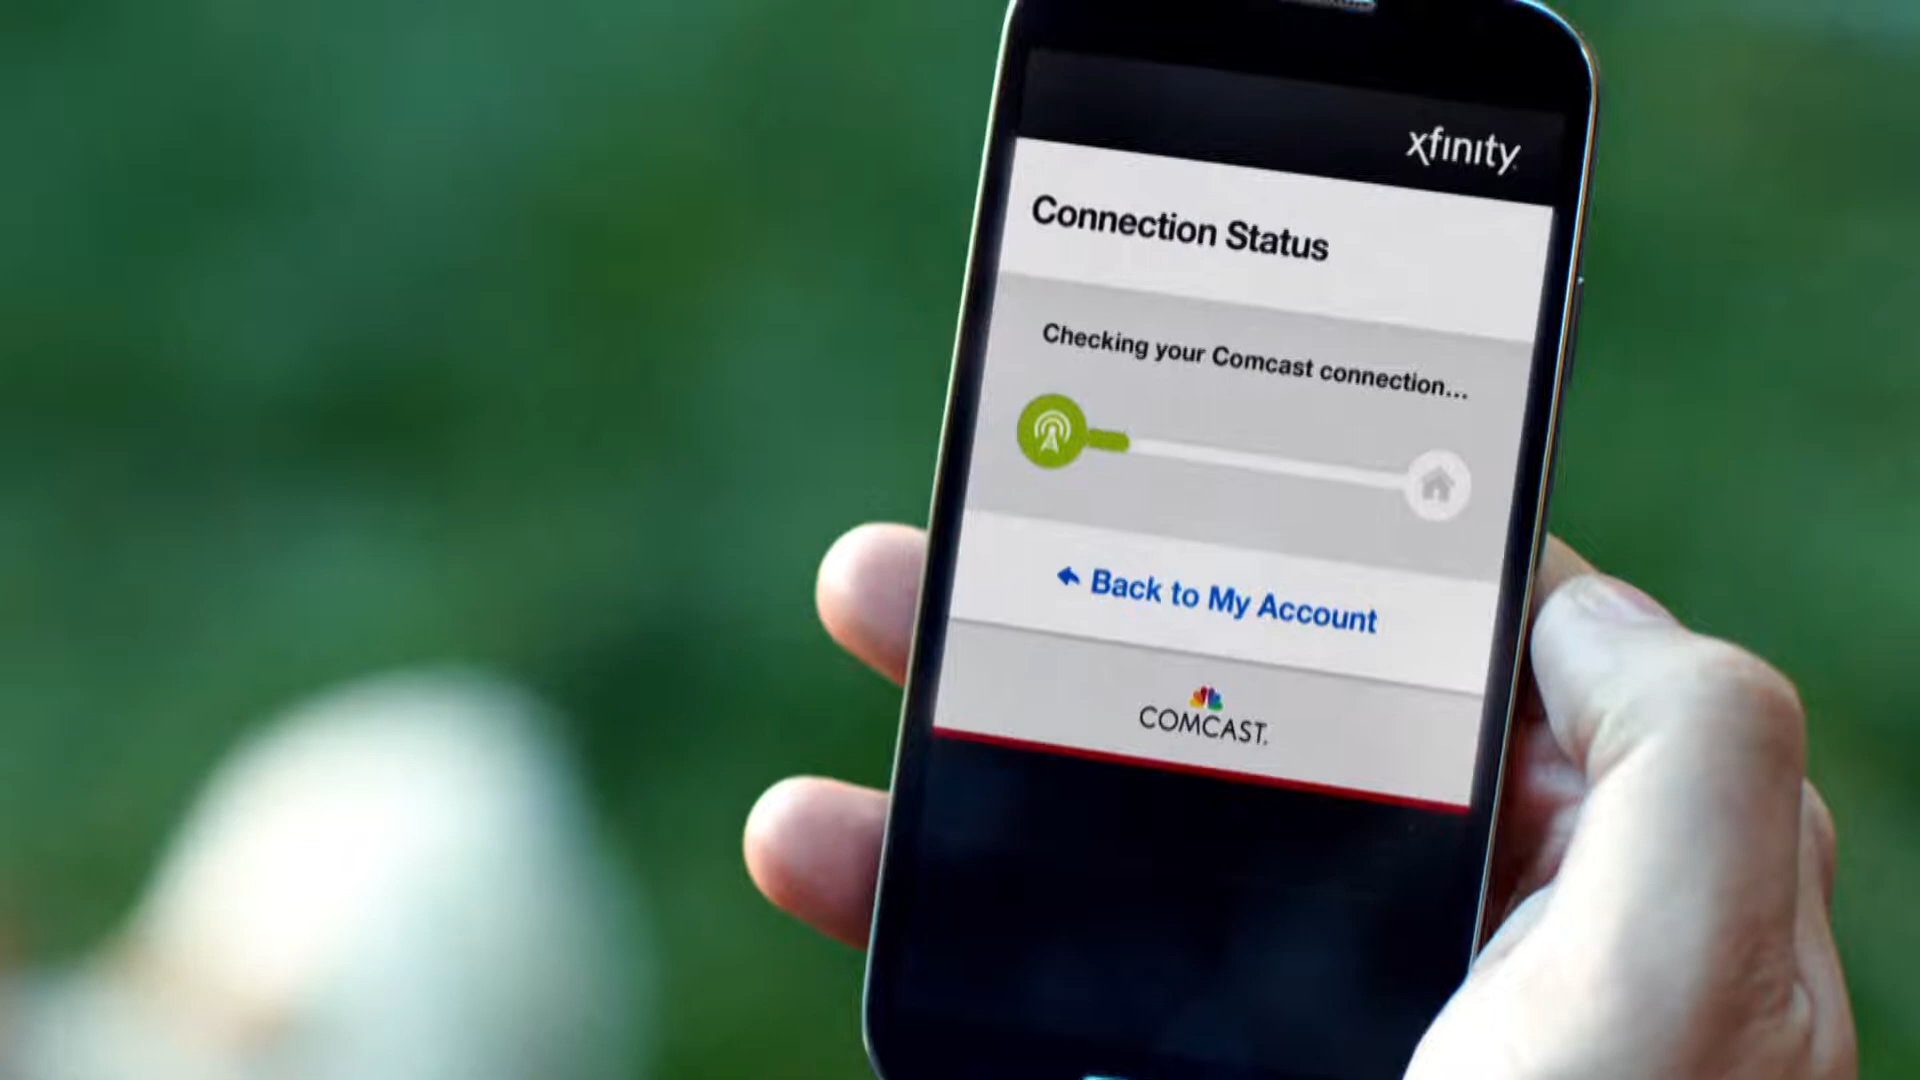 xfinity
Connection Status
Checking your Comcast connection...
Back to My Account
COMCAST.